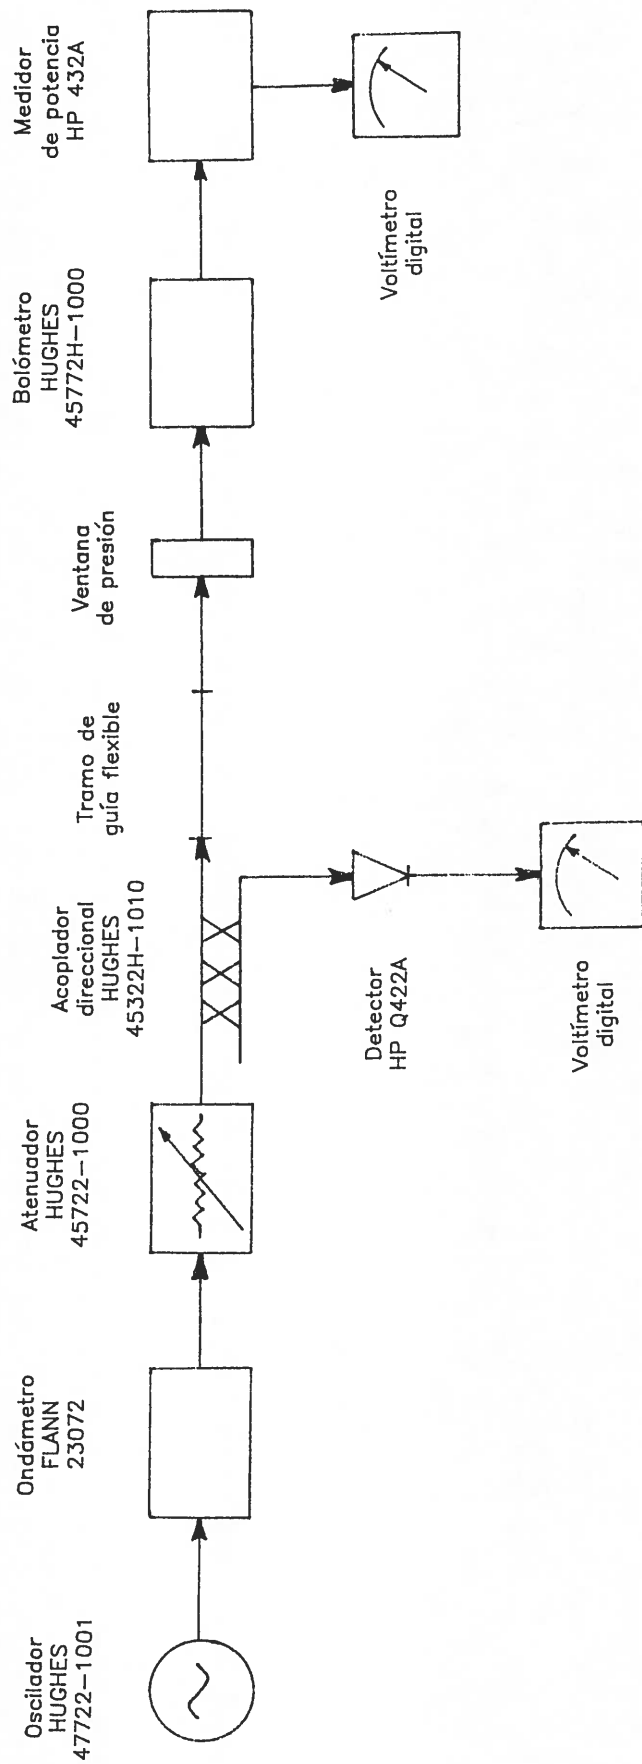 Oscilador
HUGHES
47722-1001
Ondámetro
FLANN
23072
Atenuador
HUGHES
45722-1000
Acoplador
direccional
HUGHES
45322H-1010
Tramo de
guía flexible
Ventana
de presión
Bolómetro
HUGHES
45772H-1000
Medidor
de potencia
HP 432A
Detector
HP Q422A
Voltímetro
digital
Voltímetro
digital